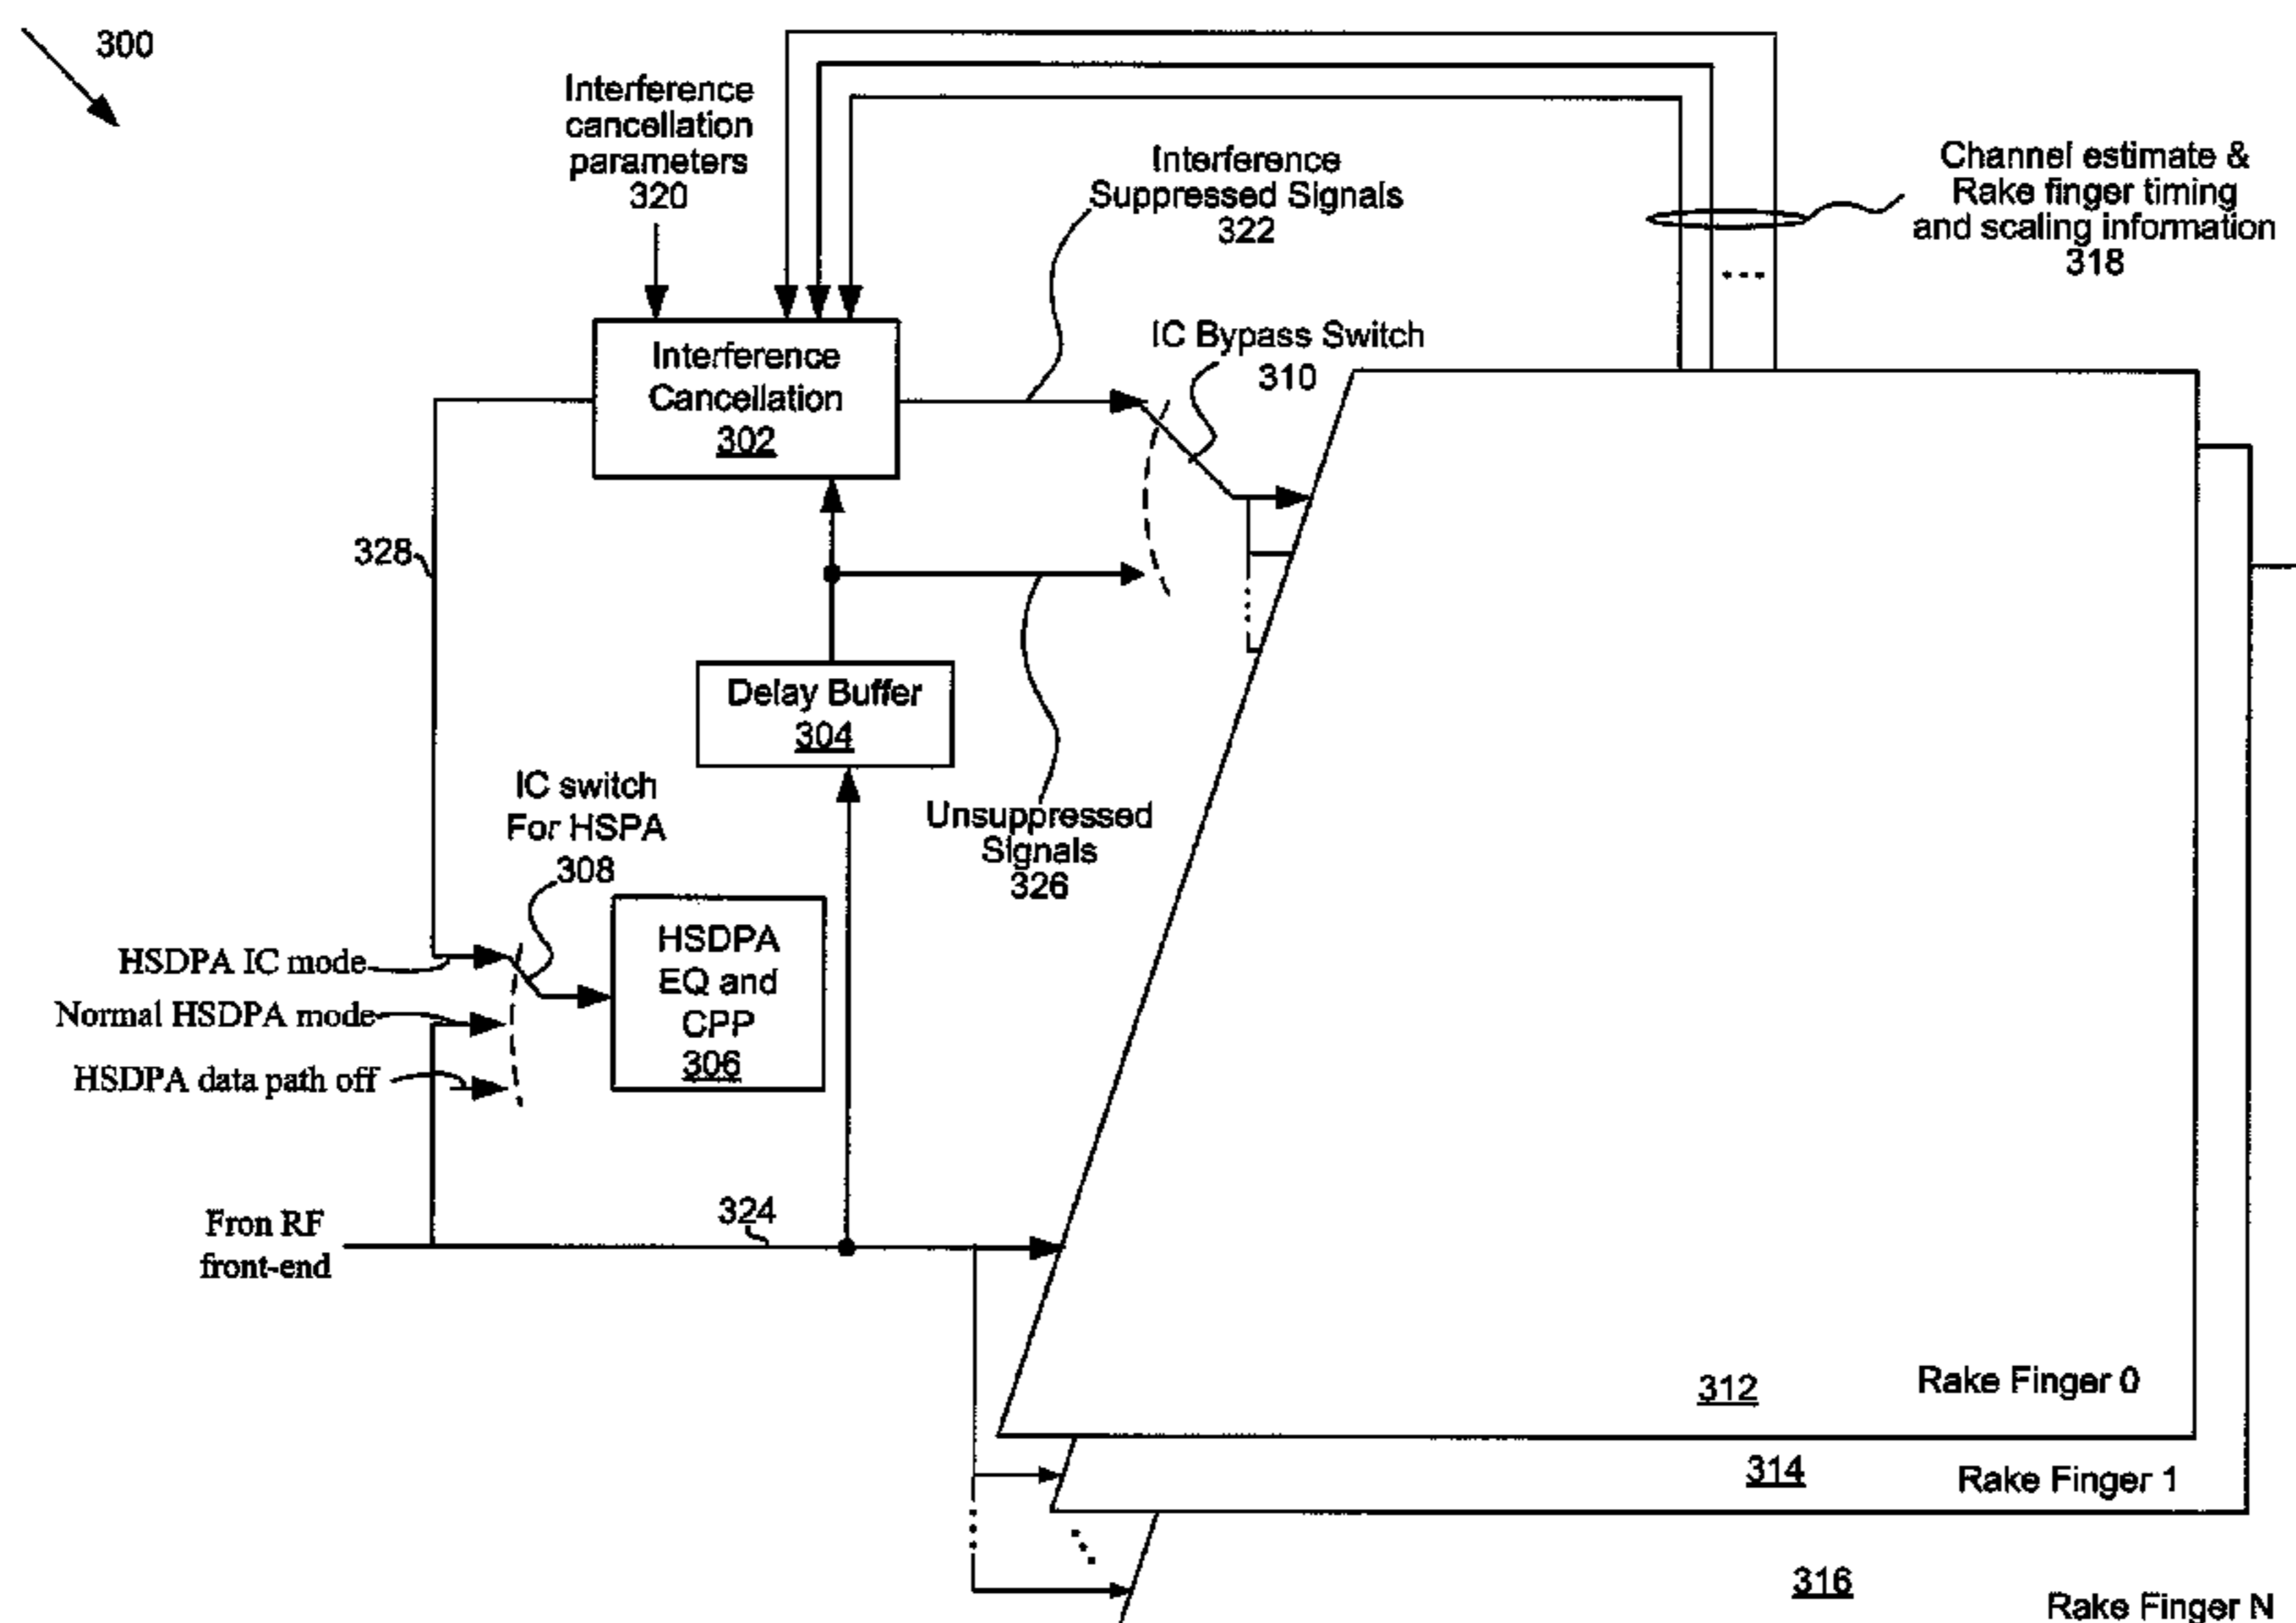 300
Interference
cancellation
parameters
320
Interference
Suppressed Signals
322
Channel estimate &
Rake finger timing
and scaling information
318
IC Bypass Switch
310
Interference
Cancellation
302
328
Delay Buffer
304
IC switch
For HSPA
308
Unsuppressed
Signals
326
HSDPA
EQ and
CPP
306
HSDPA IC mode
Normal HSDPA mode
HSDPA data path off
324
Fron RF
front-end
312
Rake Finger 0
314
Rake Finger 1
316
Rake Finger N